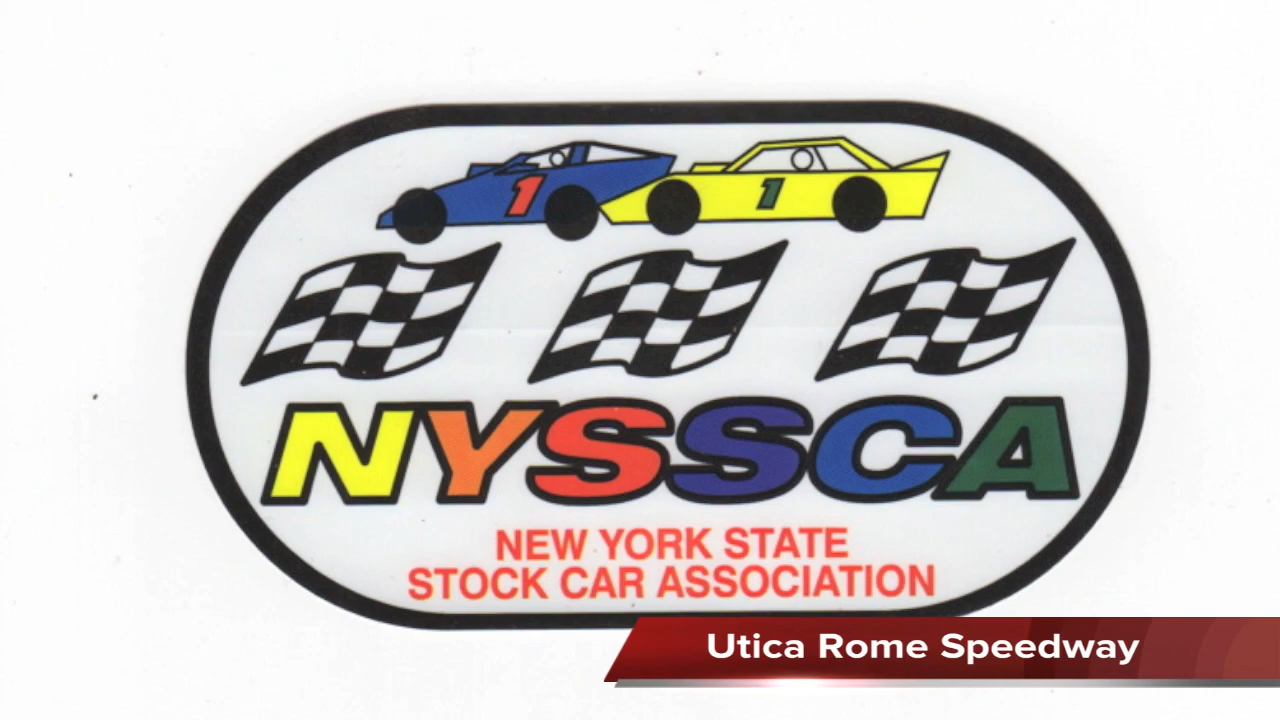 1 1
NYSSCA
NEW YORK STATE
STOCK CAR ASSOCIATION
Utica Rome Speedway